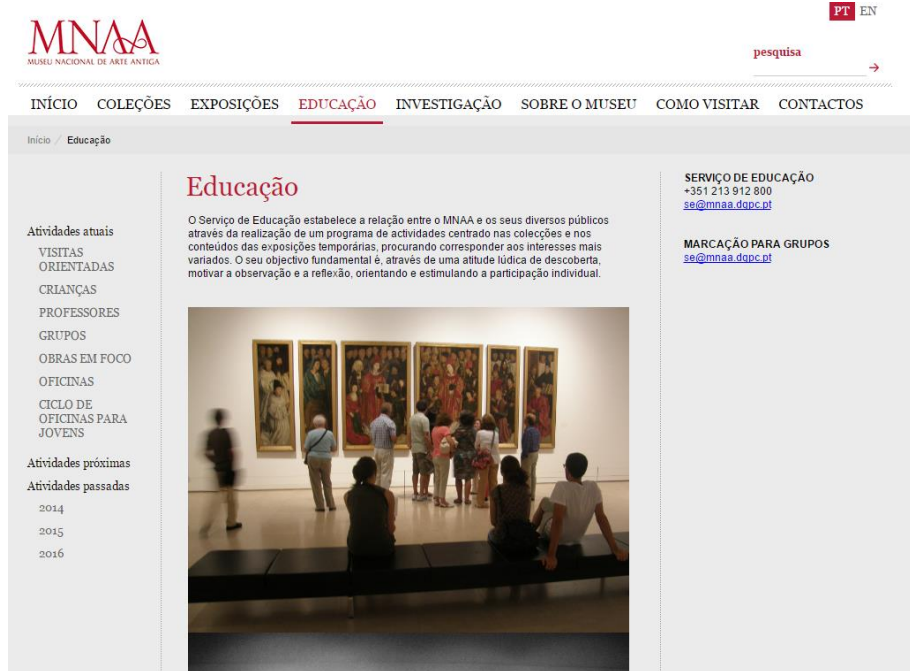 PT EN
MNAA
MUSEU NACIONAL DE ARTE ANTIGA
pesquisa
INÍCIO COLEÇÕES EXPOSIÇÕES EDUCAÇÃO INVESTIGAÇÃO SOBRE O MUSEU COMO VISITAR CONTACTOS
Início / Educação
Atividades atuais
VISITAS
ORIENTADAS
CRIANÇAS
PROFESSORES
GRUPOS
OBRAS EM FOCO
OFICINAS
CICLO DE
OFICINAS PARA
JOVENS
Atividades próximas
Atividades passadas
2014
2015
2016
Educação
O Serviço de Educação estabelece a relação entre o MNAA e os seus diversos públicos
através da realização de um programa de actividades centrado nas colecções e nos
conteúdos das exposições temporárias, procurando corresponder aos interesses mais
variados. O seu objectivo fundamental é, através de uma atitude lúdica de descoberta,
motivar a observação e a reflexão, orientando e estimulando a participação individual.
SERVIÇO DE EDUCAÇÃO
+351 213 912 800
se@mnaa.dgpc.pt
MARCAÇÃO PARA GRUPOS
se@mnaa.dgpc.pt